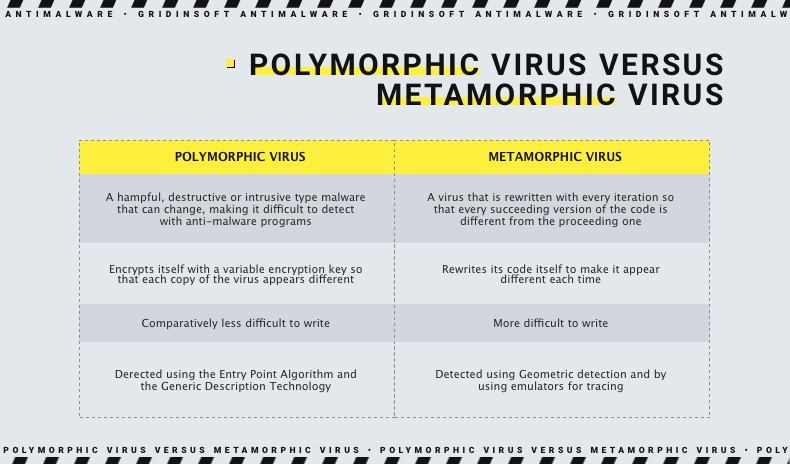 ANTIMALWARE • GRIDINSOFT ANTIMALWARE • GRIDINSOFT ANTIMALWARE • GRIDINSOFT ANTIMALW
POLYMORPHIC VIRUS VERSUS
METAMORPHIC VIRUS
POLYMORPHIC VIRUS
METAMORPHIC VIRUS
A hampful, destructive or intrusive type malware
that can change, making it difficult to detect
with anti-malware programs
A virus that is rewritten with every iteration so
that every succeeding version of the code is
different from the proceeding one
Encrypts itself with a variable encryption key so
that each copy of the virus appears different
Rewrites its code itself to make it appear
different each time
Comparatively less difficult to write
More difficult to write
Derected using the Entry Point Algorithm and
the Generic Description Technology
Detected using Geometric detection and by
using emulators for tracing
POLYMORPHIC VIRUS VERSUS METAMORPHIC VIRUS • POLYMORPHIC VIRUS VERSUS METAMORPHIC VIRUS • POLY